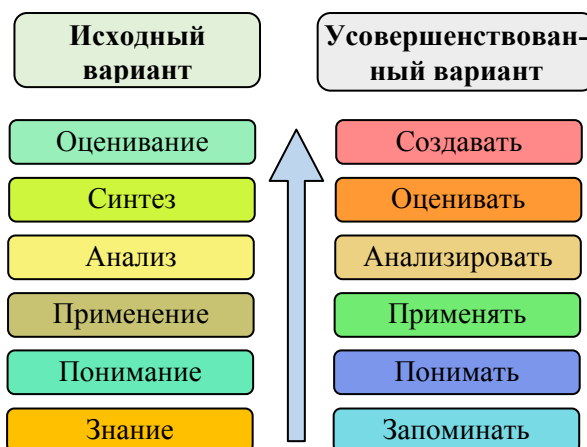 Исходный
вариант
Усовершенствован-
ный вариант
Оценивание
Создавать
Синтез
Оценивать
Анализ
Анализировать
Применение
Применять
Понимание
Понимать
Знание
Запоминать